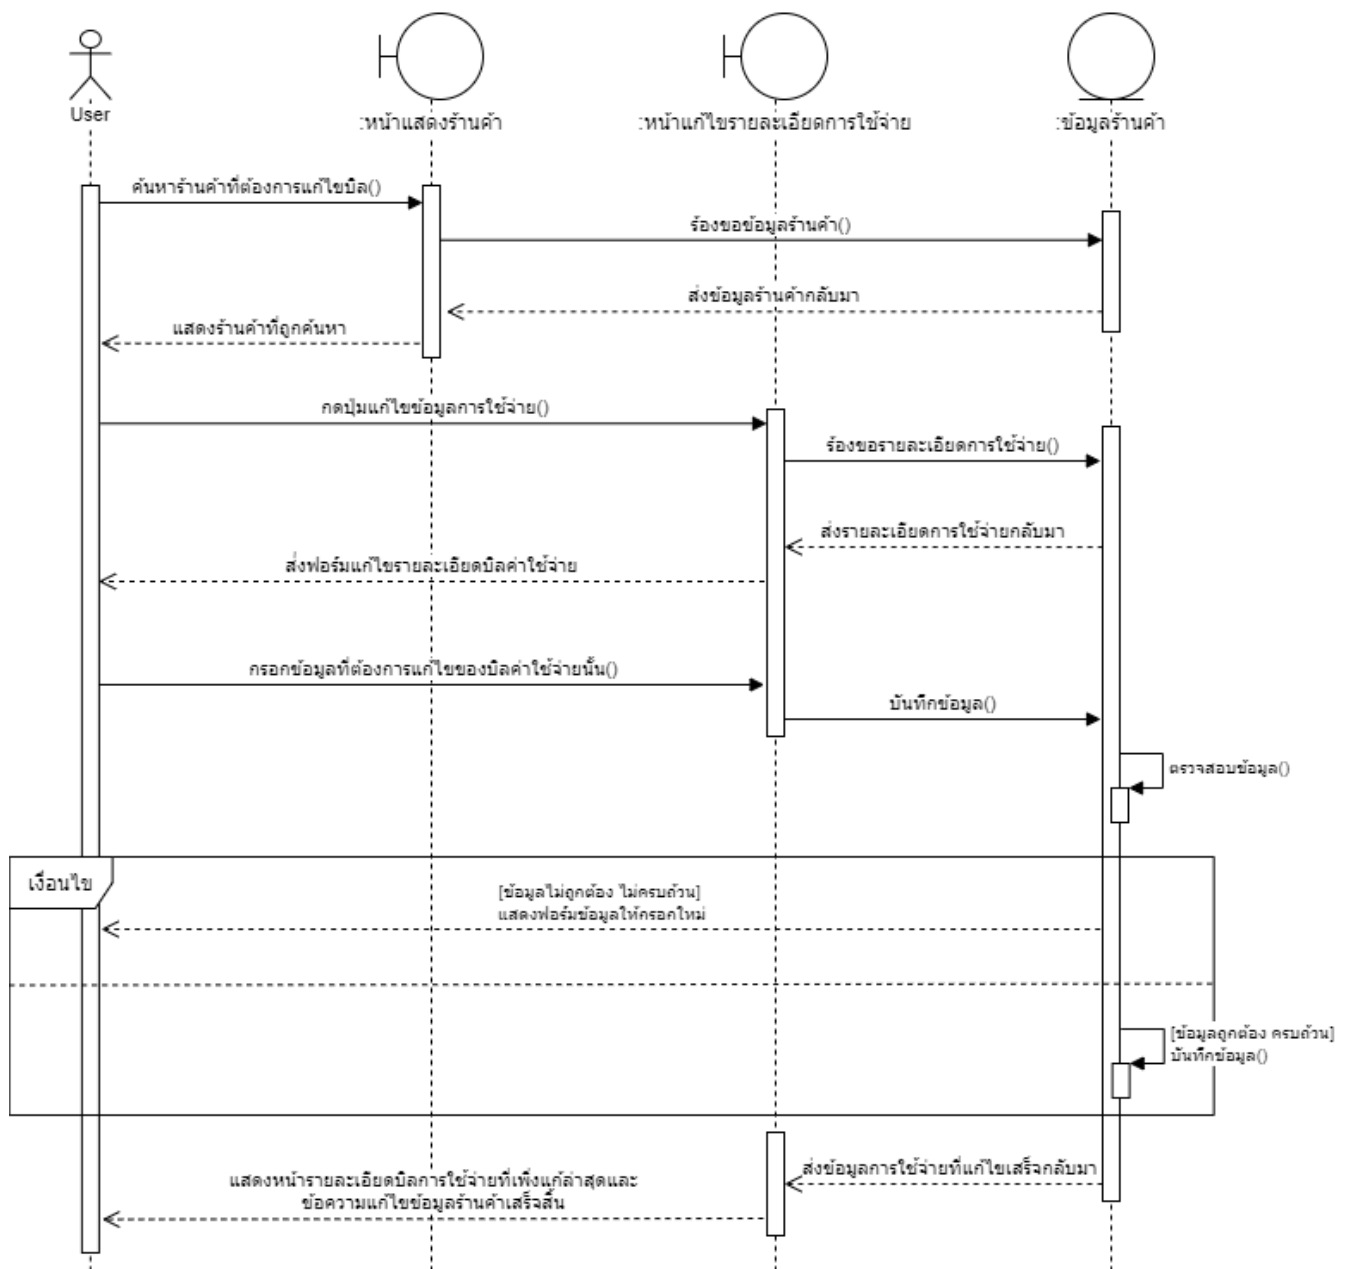 User
:หน้าแสดงร้านค้า
:หน้าแก้ไขรายละเอียดการใช้จ่าย
:ข้อมูลร้านค้า
ค้นหาร้านค้าที่ต้องการแก้ไขบิล()
ร้องขอข้อมูลร้านค้า()
ส่งข้อมูลร้านค้ากลับมา
แสดงร้านค้าที่ถูกค้นหา
กดปุ่มแก้ไขข้อมูลการใช้จ่าย()
ร้องขอรายละเอียดการใช้จ่าย()
ส่งรายละเอียดการใช้จ่ายกลับมา
ส่งฟอร์มแก้ไขรายละเอียดบิลค่าใช้จ่าย
กรอกข้อมูลที่ต้องการแก้ไขของบิลค่าใช้จ่ายนั้น()
บันทึกข้อมูล()
ตรวจสอบข้อมูล()
เงื่อนไข
[ข้อมูลไม่ถูกต้อง ไม่ครบถ้วน]
แสดงฟอร์มข้อมูลให้กรอกใหม่
[ข้อมูลถูกต้อง ครบถ้วน]
บันทึกข้อมูล()
ส่งข้อมูลการใช้จ่ายที่แก้ไขเสร็จกลับมา
แสดงหน้ารายละเอียดบิลการใช้จ่ายที่เพิ่งแก้ล่าสุดและ
ข้อความแก้ไขข้อมูลร้านค้าเสร็จสิ้น